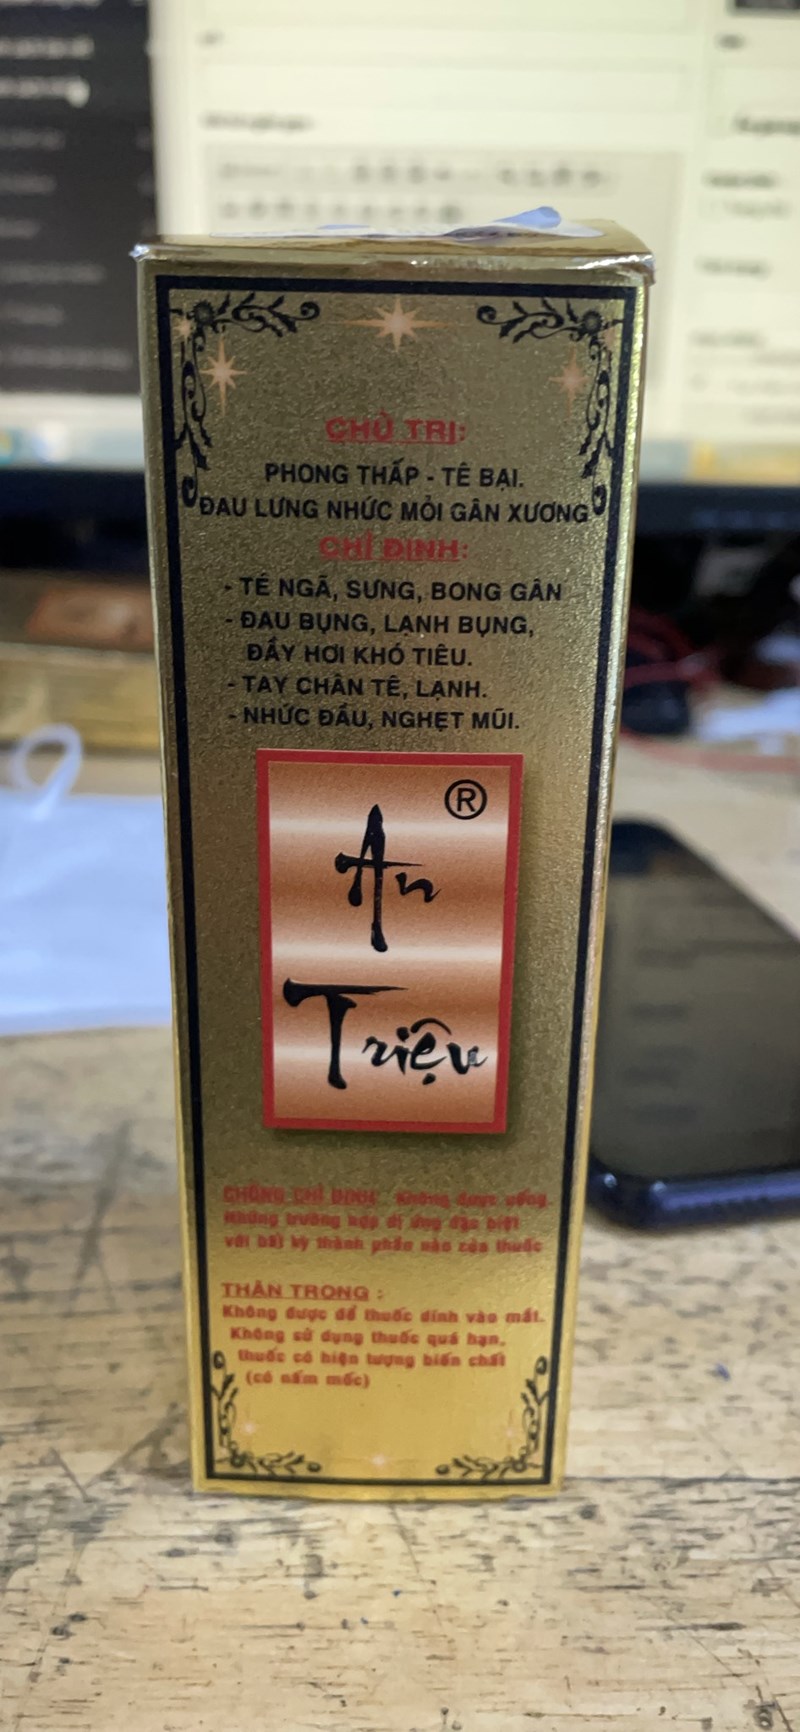 CHỦ TRỊ:
PHONG THẤP - TÊ BẠI.
ĐAU LƯNG NHỨC MỎI GÂN XƯƠNG
CHỈ ĐỊNH:
- TÉ NGÃ, SƯNG, BONG GÂN
- ĐAU BỤNG, LẠNH BỤNG,
ĐẦY HƠI KHÓ TIÊU.
- TAY CHÂN TÊ, LẠNH.
- NHỨC ĐẦU, NGHẸT MŨI.
®
An
Triệu
CHỐNG CHỈ ĐỊNH: Không được uống.
Những trường hợp dị ứng đặc biệt
với bất kỳ thành phần nào của thuốc
THẬN TRỌNG :
Không được để thuốc dính vào mắt.
Không sử dụng thuốc quá hạn,
thuốc có hiện tượng biến chất
(có nấm mốc)